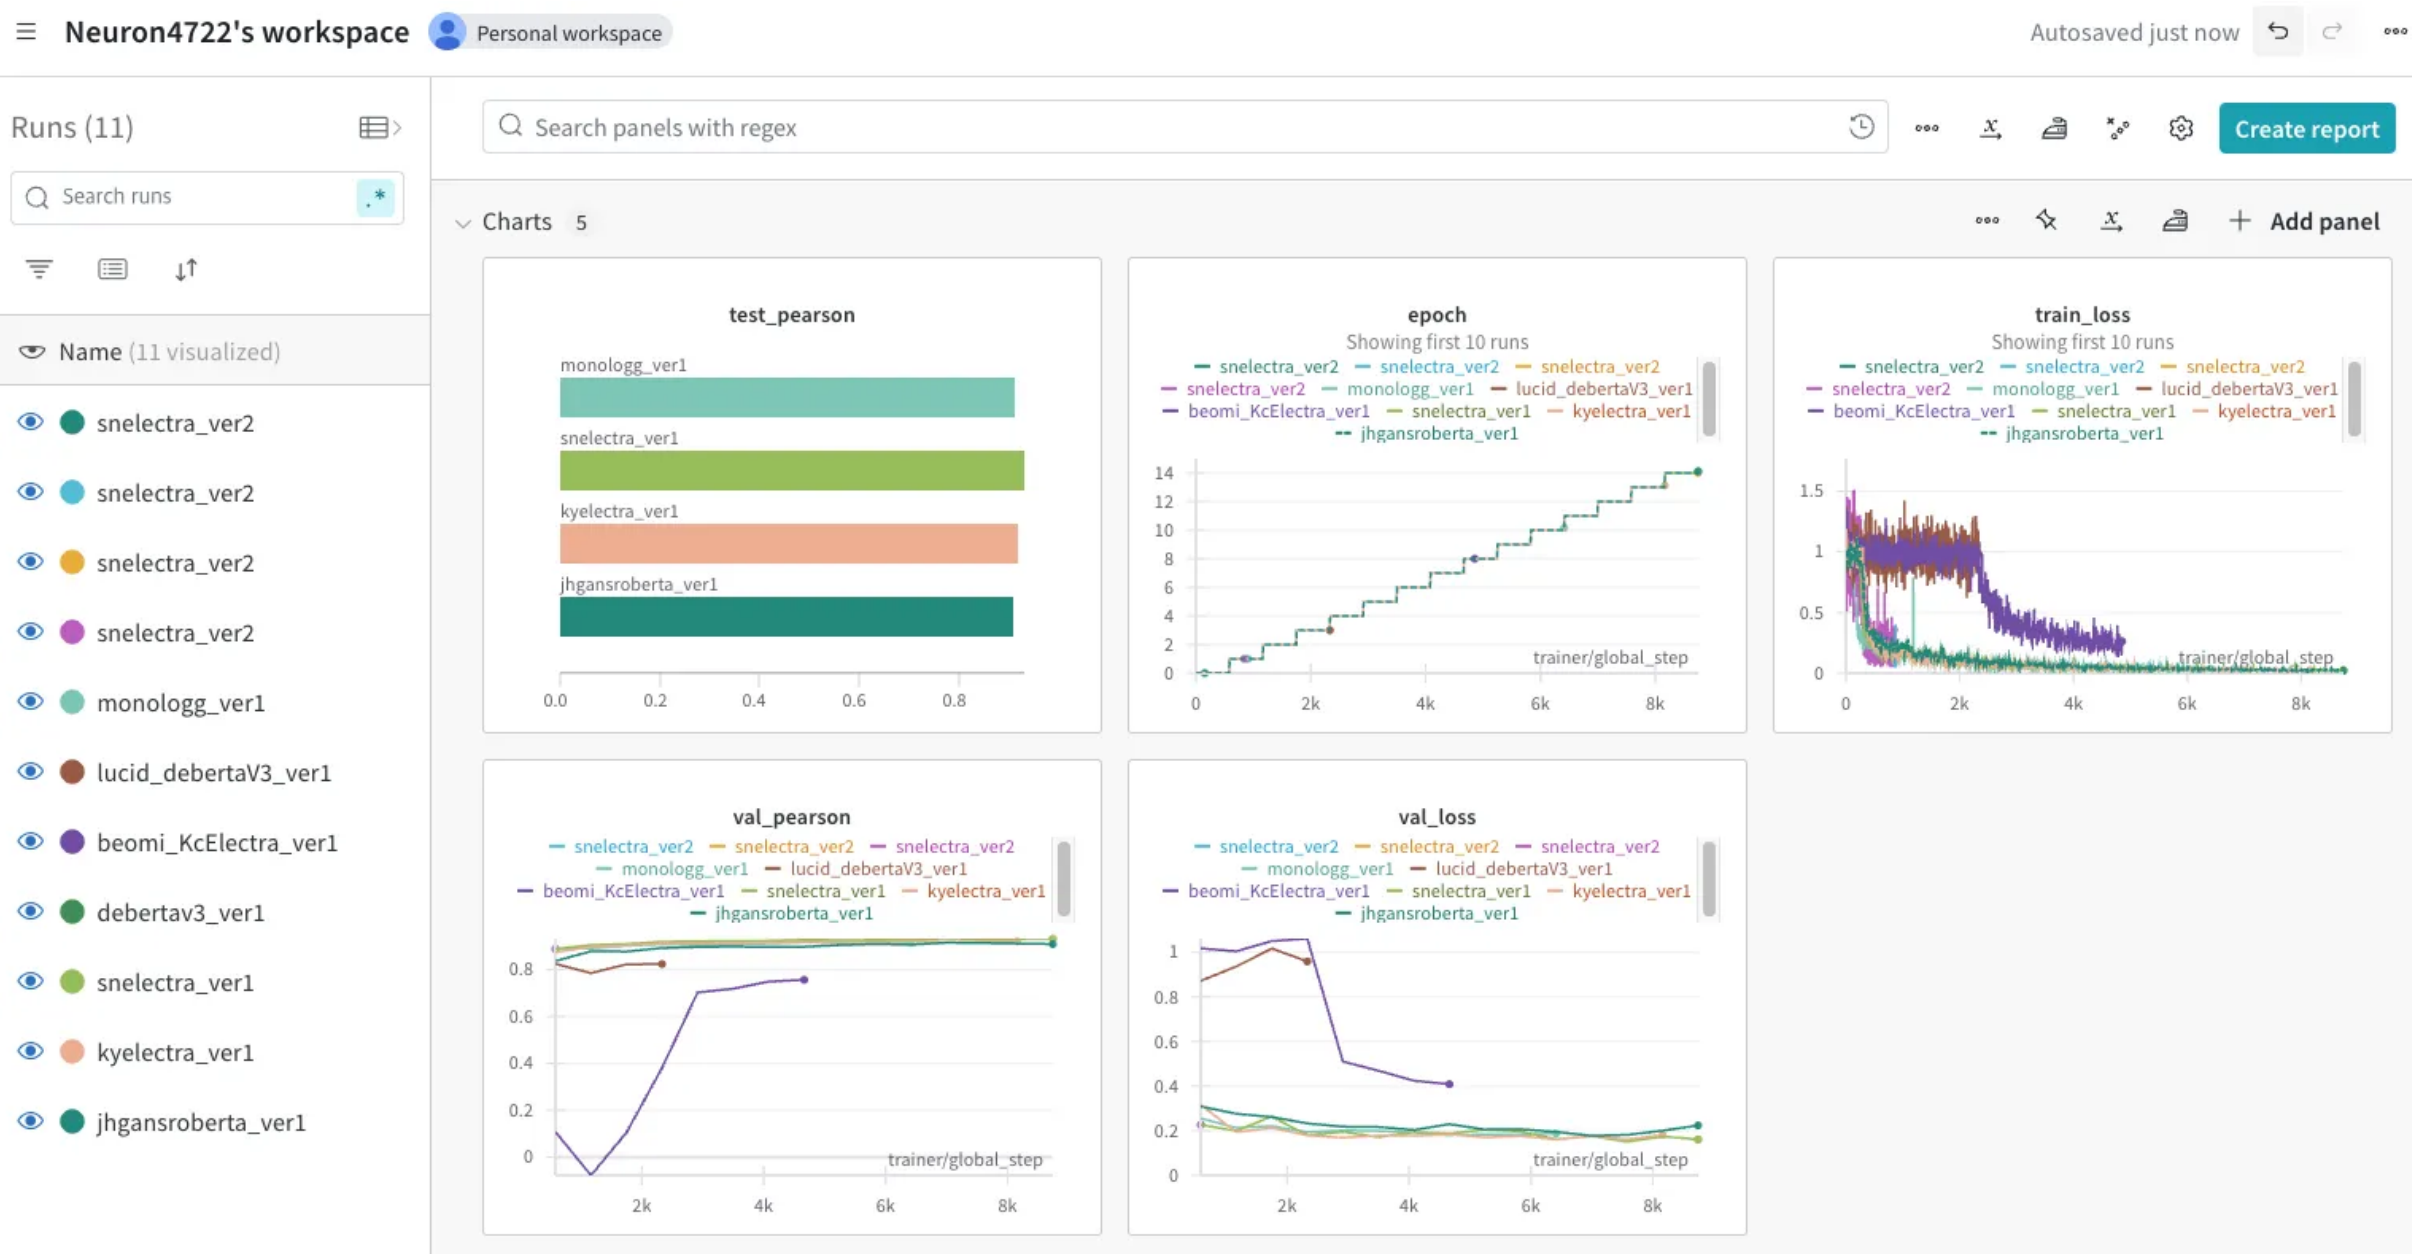 Neuron4722's workspace
Personal workspace
Autosaved just now
Runs (11)
Search runs
.*
Name (11 visualized)
snelectra_ver2
snelectra_ver2
snelectra_ver2
snelectra_ver2
monologg_ver1
lucid_debertaV3_ver1
beomi_KcElectra_ver1
debertav3_ver1
snelectra_ver1
kyelectra_ver1
jhgansroberta_ver1
Search panels with regex
Create report
Charts 5
Add panel
test_pearson
monologg_ver1
snelectra_ver1
kyelectra_ver1
jhgansroberta_ver1
0.0 0.2 0.4 0.6 0.8
epoch
Showing first 10 runs
snelectra_ver2 snelectra_ver2 snelectra_ver2
snelectra_ver2 monologg_ver1 lucid_debertaV3_ver1
beomi_KcElectra_ver1 snelectra_ver1 kyelectra_ver1
jhgansroberta_ver1
14
12
10
8
6
4
2
0
trainer/global_step
0 2k 4k 6k 8k
train_loss
Showing first 10 runs
snelectra_ver2 snelectra_ver2 snelectra_ver2
snelectra_ver2 monologg_ver1 lucid_debertaV3_ver1
beomi_KcElectra_ver1 snelectra_ver1 kyelectra_ver1
jhgansroberta_ver1
1.5
1
0.5
0
trainer/global_step
0 2k 4k 6k 8k
val_pearson
snelectra_ver2 snelectra_ver2 snelectra_ver2
monologg_ver1 lucid_debertaV3_ver1
beomi_KcElectra_ver1 snelectra_ver1 kyelectra_ver1
jhgansroberta_ver1
0.8
0.6
0.4
0.2
0
trainer/global_step
2k 4k 6k 8k
val_loss
snelectra_ver2 snelectra_ver2 snelectra_ver2
monologg_ver1 lucid_debertaV3_ver1
beomi_KcElectra_ver1 snelectra_ver1 kyelectra_ver1
jhgansroberta_ver1
1
0.8
0.6
0.4
0.2
0
trainer/global_step
2k 4k 6k 8k